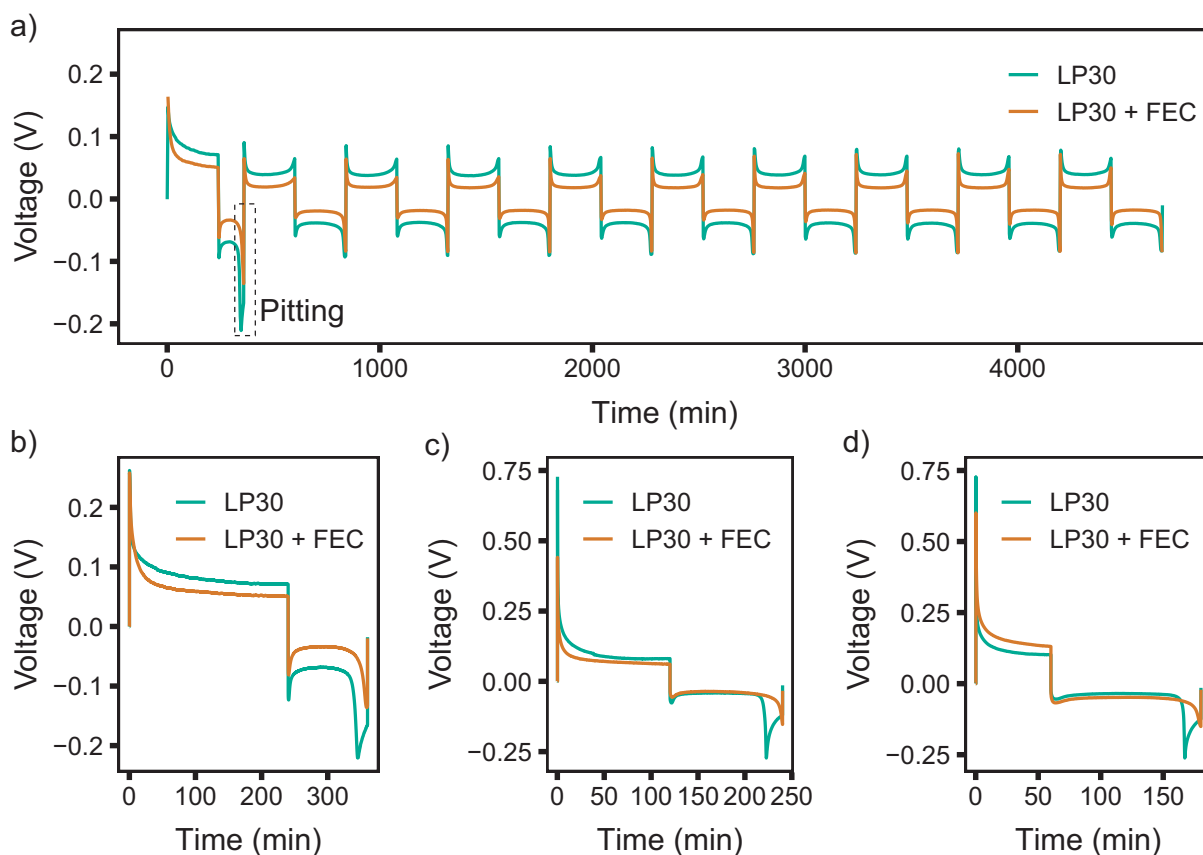 a)
0.2
0.1
0.0
−0.1
−0.2
Voltage (V)
LP30
LP30 + FEC
Pitting
0
1000
2000
3000
4000
Time (min)
b)
0.2
0.1
0.0
−0.1
−0.2
Voltage (V)
LP30
LP30 + FEC
0
100
200
300
Time (min)
c)
0.75
0.50
0.25
0.00
−0.25
Voltage (V)
LP30
LP30 + FEC
0
50
100
150
200
250
Time (min)
d)
0.75
0.50
0.25
0.00
−0.25
Voltage (V)
LP30
LP30 + FEC
0
50
100
150
Time (min)